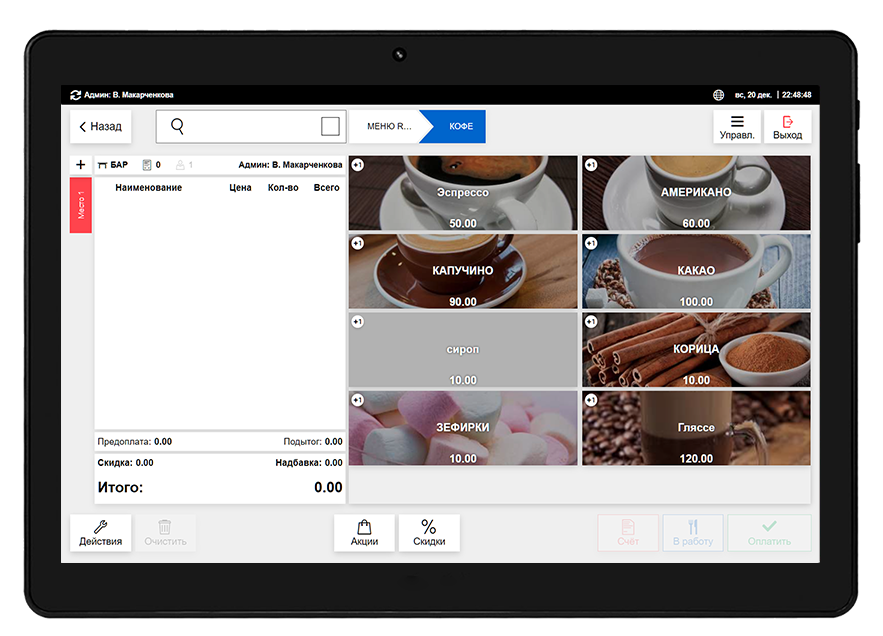 Админ: В. Макарченкова
вс, 20 дек. | 22:48:48
Назад
МЕНЮ R...
КОФЕ
Управл.
Выход
+
БАР
0
1
Админ: В. Макарченкова
Место 1
Наименование Цена Кол-во Всего
+1
Эспрессо
50.00
+1
АМЕРИКАНО
60.00
+1
КАПУЧИНО
90.00
+1
КАКАО
100.00
+1
сироп
10.00
+1
КОРИЦА
10.00
+1
ЗЕФИРКИ
10.00
+1
Гляссе
120.00
Предоплата: 0.00 Подытог: 0.00
Скидка: 0.00 Надбавка: 0.00
Итого: 0.00
Действия
Очистить
Акции
%
Скидки
Счёт
В работу
Оплатить